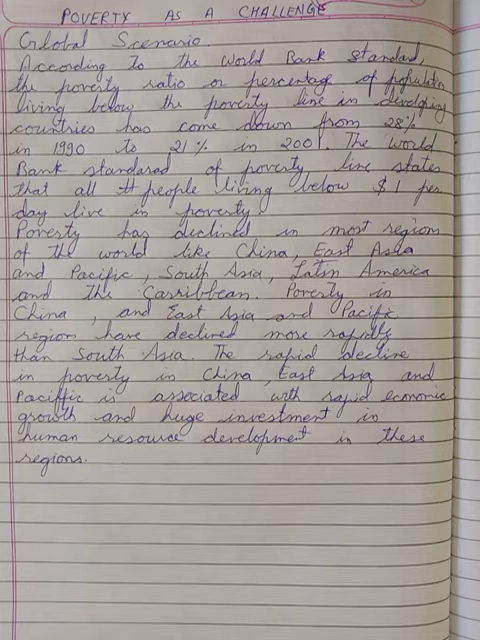 POVERTY AS A CHALLENGE
Global Scenario.
According To the World Bank standard,
the poverty ratio or percentage of population
living below the poverty line in developing
countries has come down from 28%
in 1990 to 21% in 2001. The World
Bank standarad of poverty line states
that all people living below $1 per
day live in poverty.
Poverty has declined in most regions
of the world like China, East Asia
and Pacific, South Asia, Latin America
and The Carribbean. Poverty in
China, and East Asia and Pacific
region have declined more rapidly
than South Asia. The rapid decline
in poverty in China, East Asia and
Pacific is associated with rapid economic
growth and huge investment in
human resource development in these
regions.